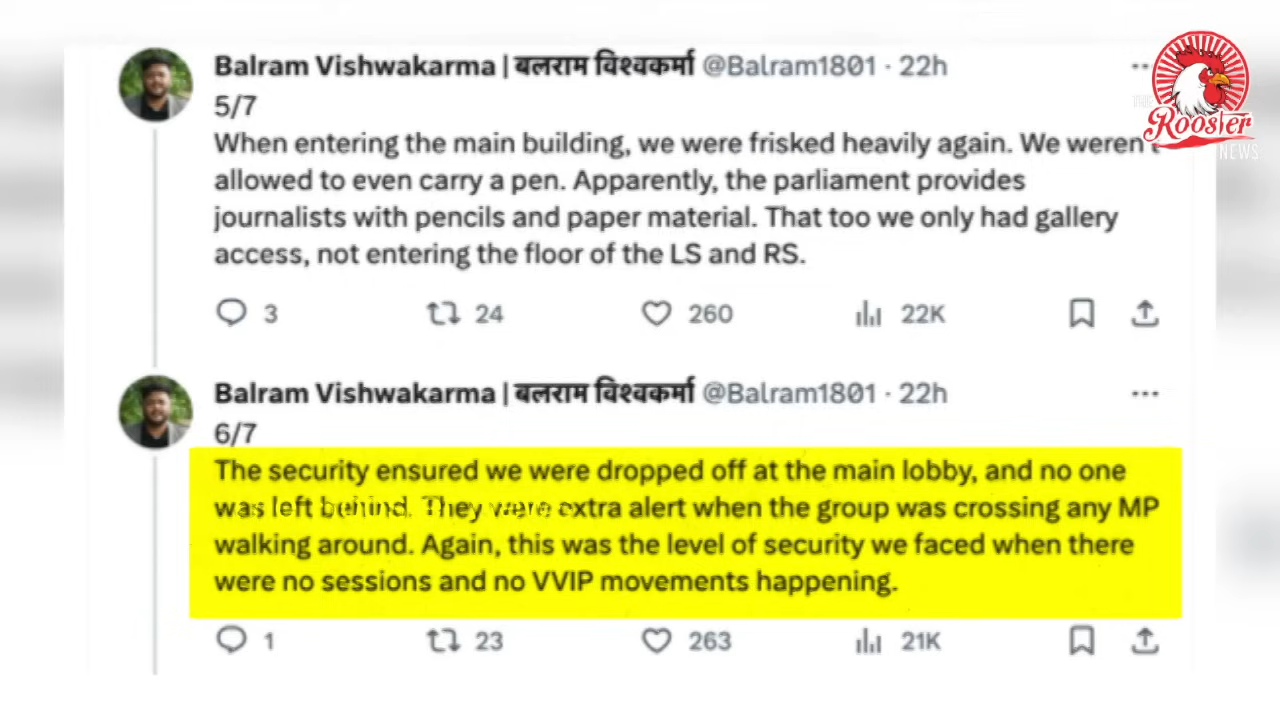 Balram Vishwakarma | बलराम विश्वकर्मा @Balram1801 · 22h
5/7
When entering the main building, we were frisked heavily again. We weren't
allowed to even carry a pen. Apparently, the parliament provides
journalists with pencils and paper material. That too we only had gallery
access, not entering the floor of the LS and RS.
3 24 260 22K
Balram Vishwakarma | बलराम विश्वकर्मा @Balram1801 · 22h
6/7
The security ensured we were dropped off at the main lobby, and no one
was left behind. They were extra alert when the group was crossing any MP
walking around. Again, this was the level of security we faced when there
were no sessions and no VVIP movements happening.
1 23 263 21K
THE
Rooster
NEWS